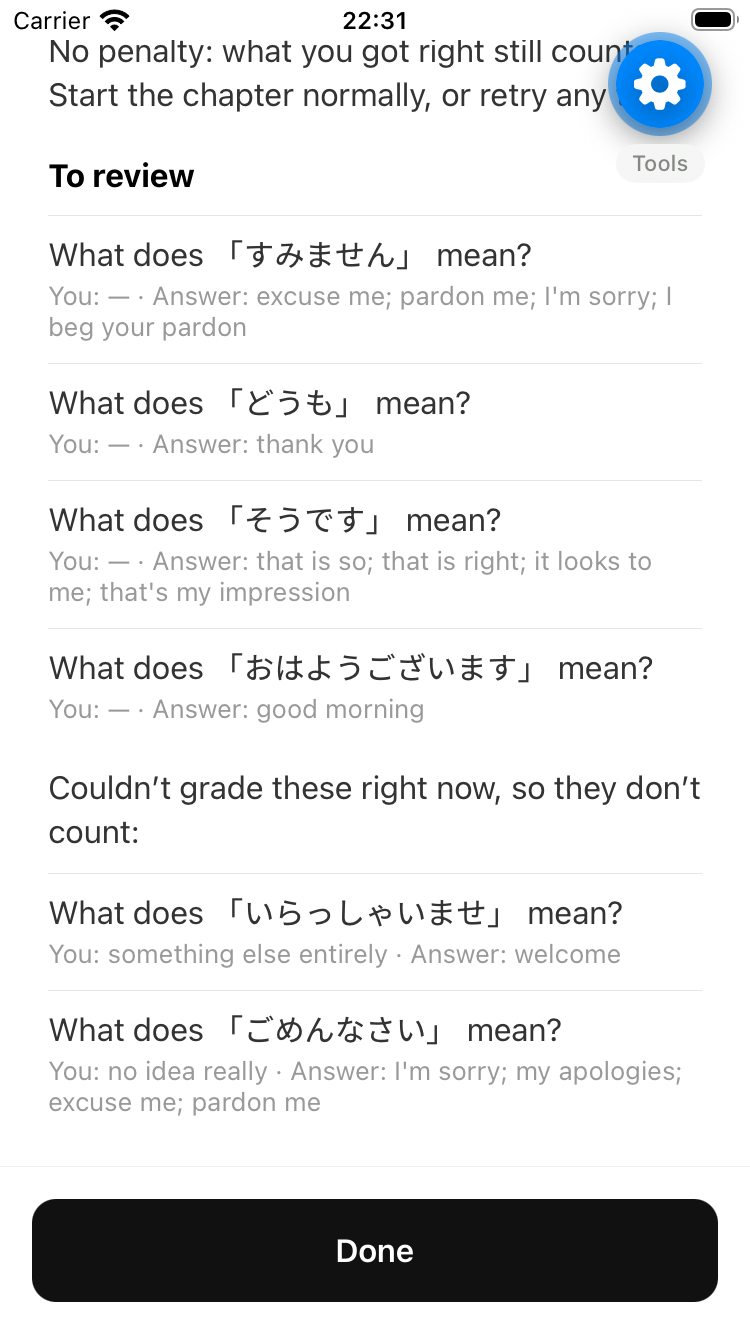 Carrier 22:31
No penalty: what you got right still count
Start the chapter normally, or retry any
Tools
To review
What does 「すみません」 mean?
You: — · Answer: excuse me; pardon me; I'm sorry; I
beg your pardon
What does 「どうも」 mean?
You: — · Answer: thank you
What does 「そうです」 mean?
You: — · Answer: that is so; that is right; it looks to
me; that's my impression
What does 「おはようございます」 mean?
You: — · Answer: good morning
Couldn’t grade these right now, so they don’t
count:
What does 「いらっしゃいませ」 mean?
You: something else entirely · Answer: welcome
What does 「ごめんなさい」 mean?
You: no idea really · Answer: I'm sorry; my apologies;
excuse me; pardon me
Done